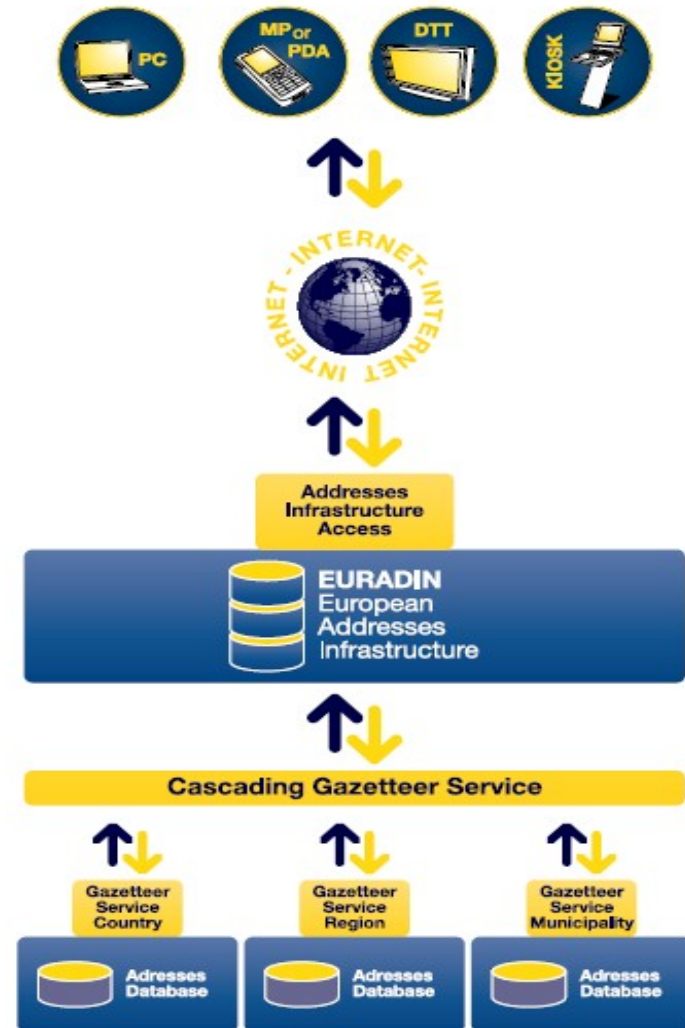 PC
MP or
PDA
DTT
KIOSK
INTERNET - INTERNET - INTERNET
Addresses
Infrastructure
Access
EURADIN
European
Addresses
Infrastructure
Cascading Gazetteer Service
Gazetteer
Service
Country
Gazetteer
Service
Region
Gazetteer
Service
Municipality
Adresses
Database
Adresses
Database
Adresses
Database